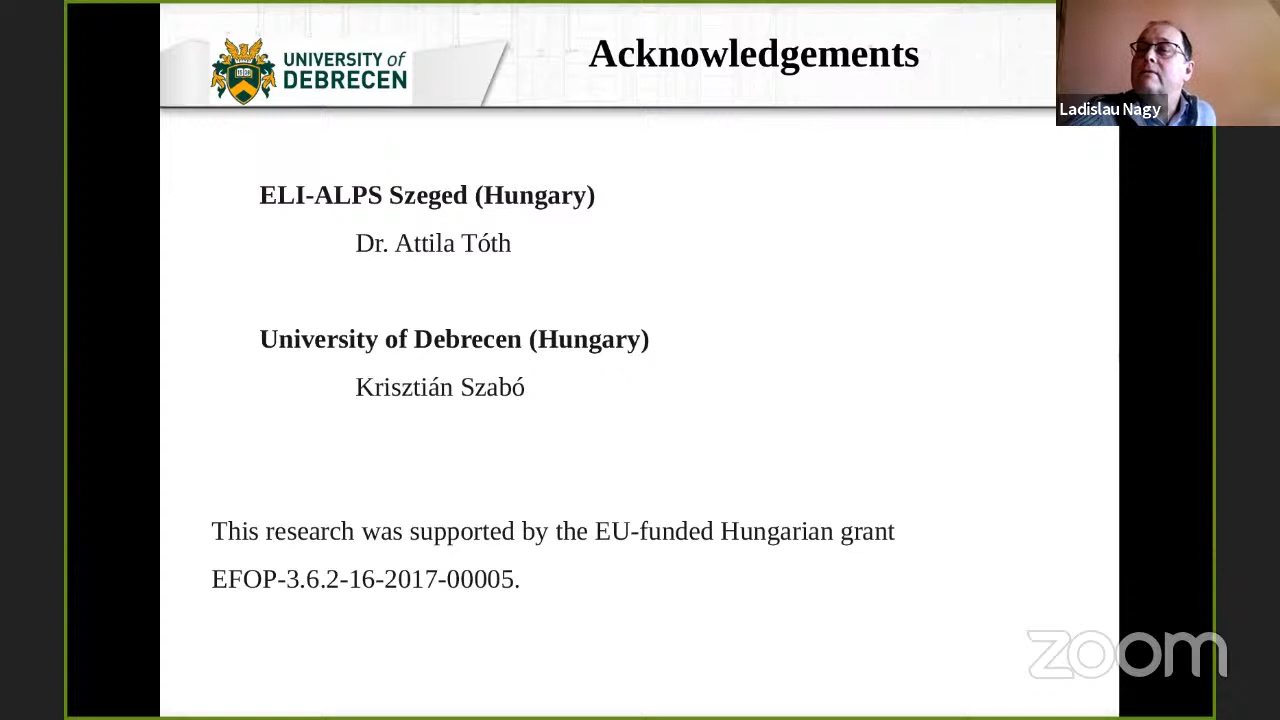 UNIVERSITY of
DEBRECEN
Acknowledgements
Ladislau Nagy
ELI-ALPS Szeged (Hungary)
Dr. Attila Tóth
University of Debrecen (Hungary)
Krisztián Szabó
This research was supported by the EU-funded Hungarian grant
EFOP-3.6.2-16-2017-00005.
zoom